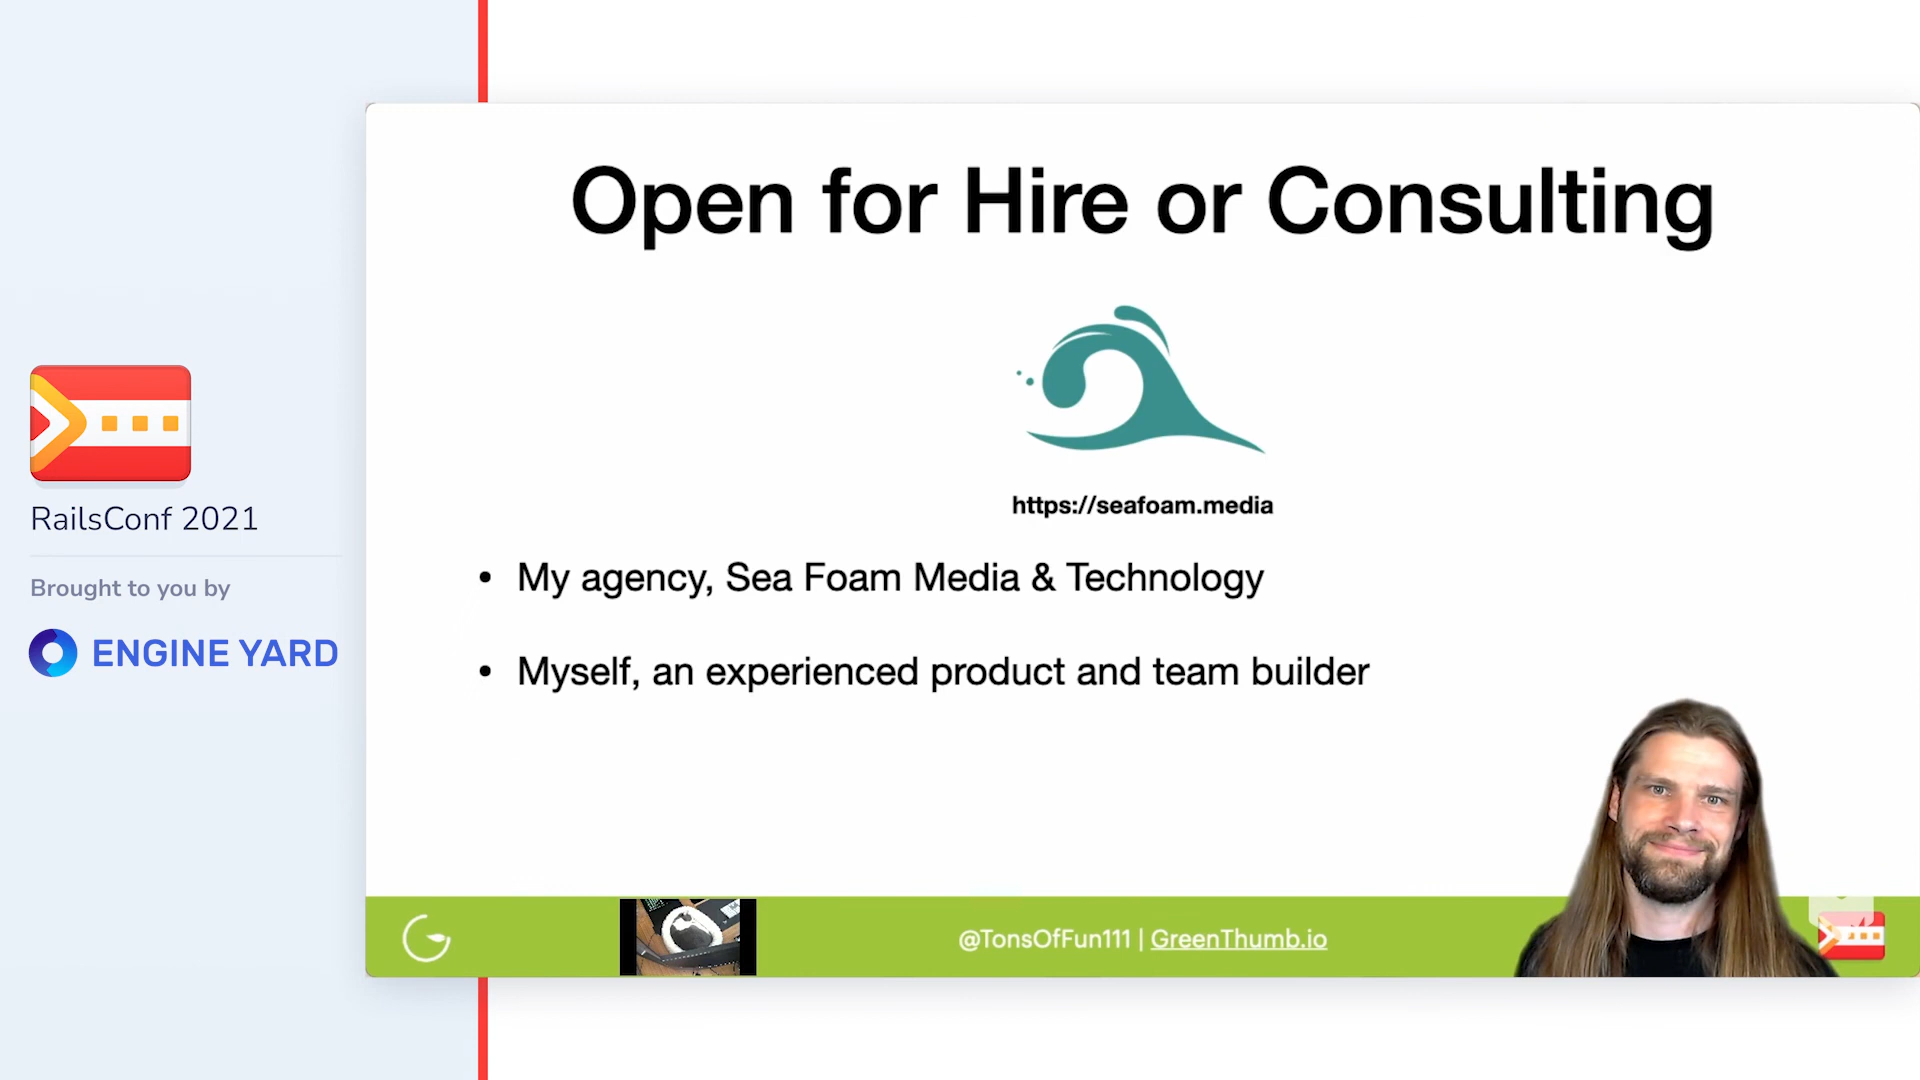 RailsConf 2021
Brought to you by
ENGINE YARD
Open for Hire or Consulting
https://seafoam.media
• My agency, Sea Foam Media & Technology
• Myself, an experienced product and team builder
@TonsOfFun111 | GreenThumb.io